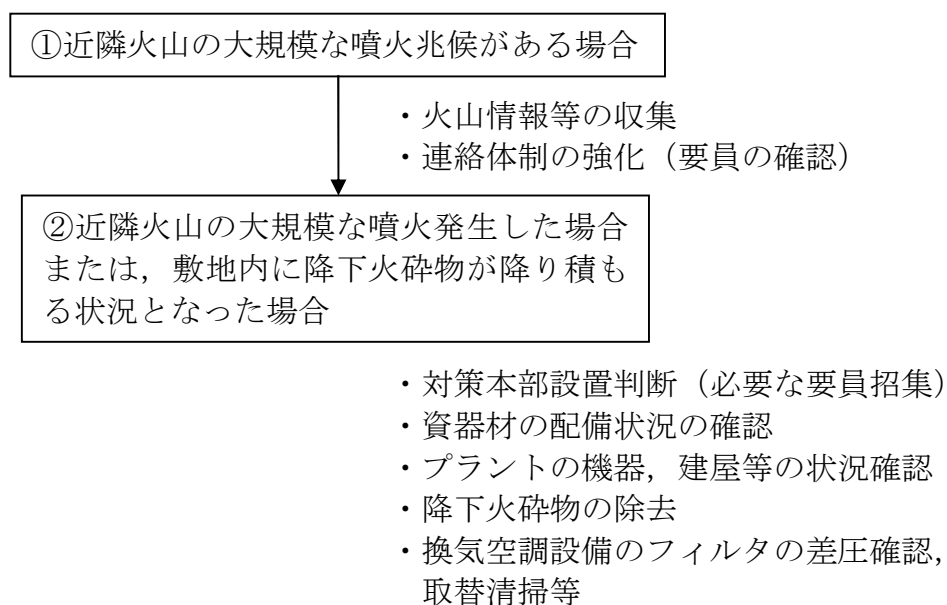 ①近隣火山の大規模な噴火兆候がある場合
・火山情報等の収集
・連絡体制の強化（要員の確認）
②近隣火山の大規模な噴火発生した場合
または，敷地内に降下火砕物が降り積も
る状況となった場合
・対策本部設置判断（必要な要員招集）
・資器材の配備状況の確認
・プラントの機器，建屋等の状況確認
・降下火砕物の除去
・換気空調設備のフィルタの差圧確認，
取替清掃等